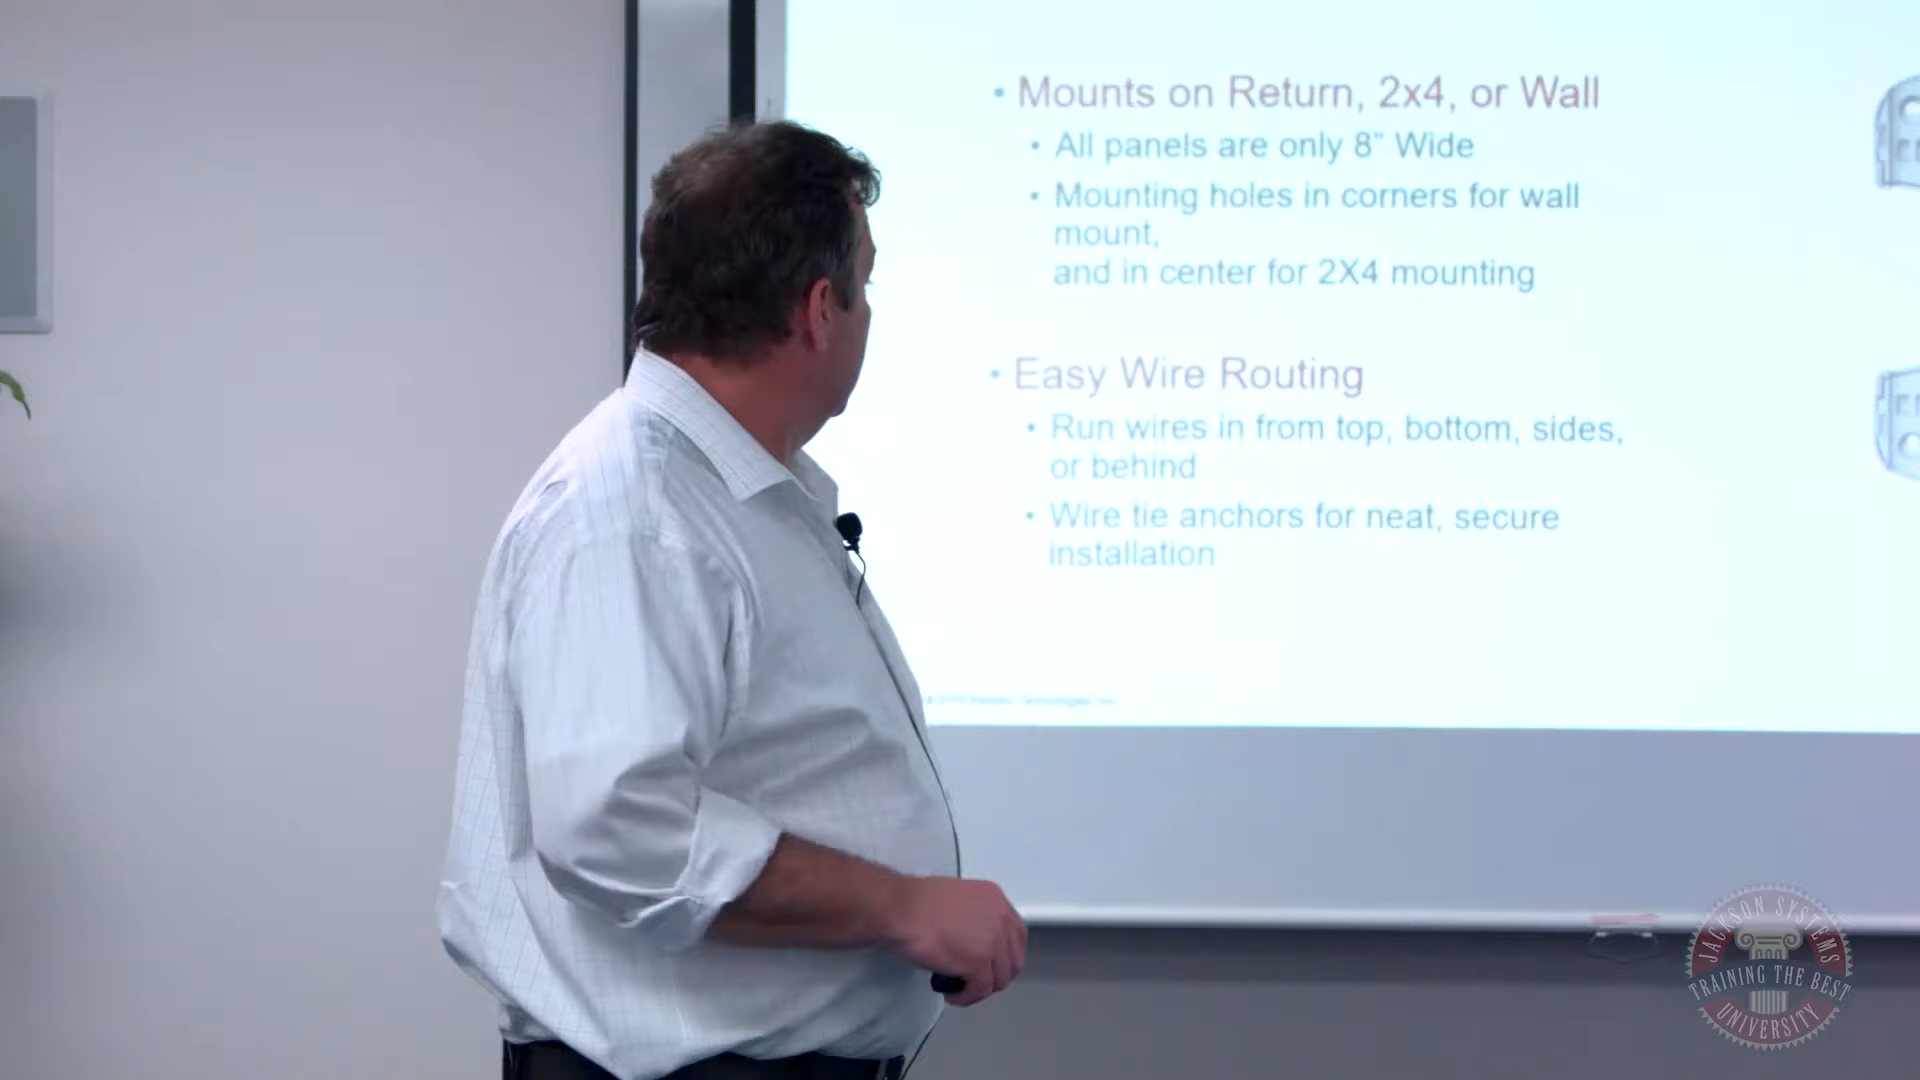 • Mounts on Return, 2x4, or Wall
• All panels are only 8" Wide
• Mounting holes in corners for wall
mount,
and in center for 2X4 mounting
• Easy Wire Routing
• Run wires in from top, bottom, sides,
or behind
• Wire tie anchors for neat, secure
installation
JACKSON SYSTEMS
TRAINING THE BEST
UNIVERSITY